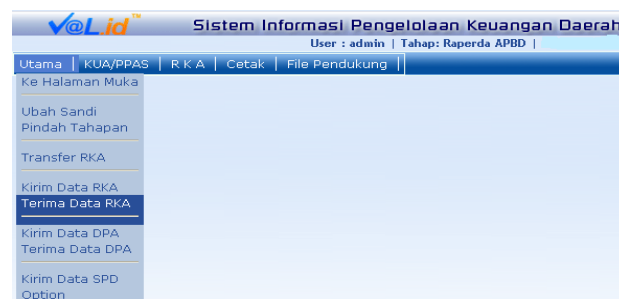 V@L.id™
Sistem Informasi Pengelolaan Keuangan Daerah
User : admin | Tahap: Raperda APBD |
Utama | KUA/PPAS | R K A | Cetak | File Pendukung |
Ke Halaman Muka
Ubah Sandi
Pindah Tahapan
Transfer RKA
Kirim Data RKA
Terima Data RKA
Kirim Data DPA
Terima Data DPA
Kirim Data SPD
Option